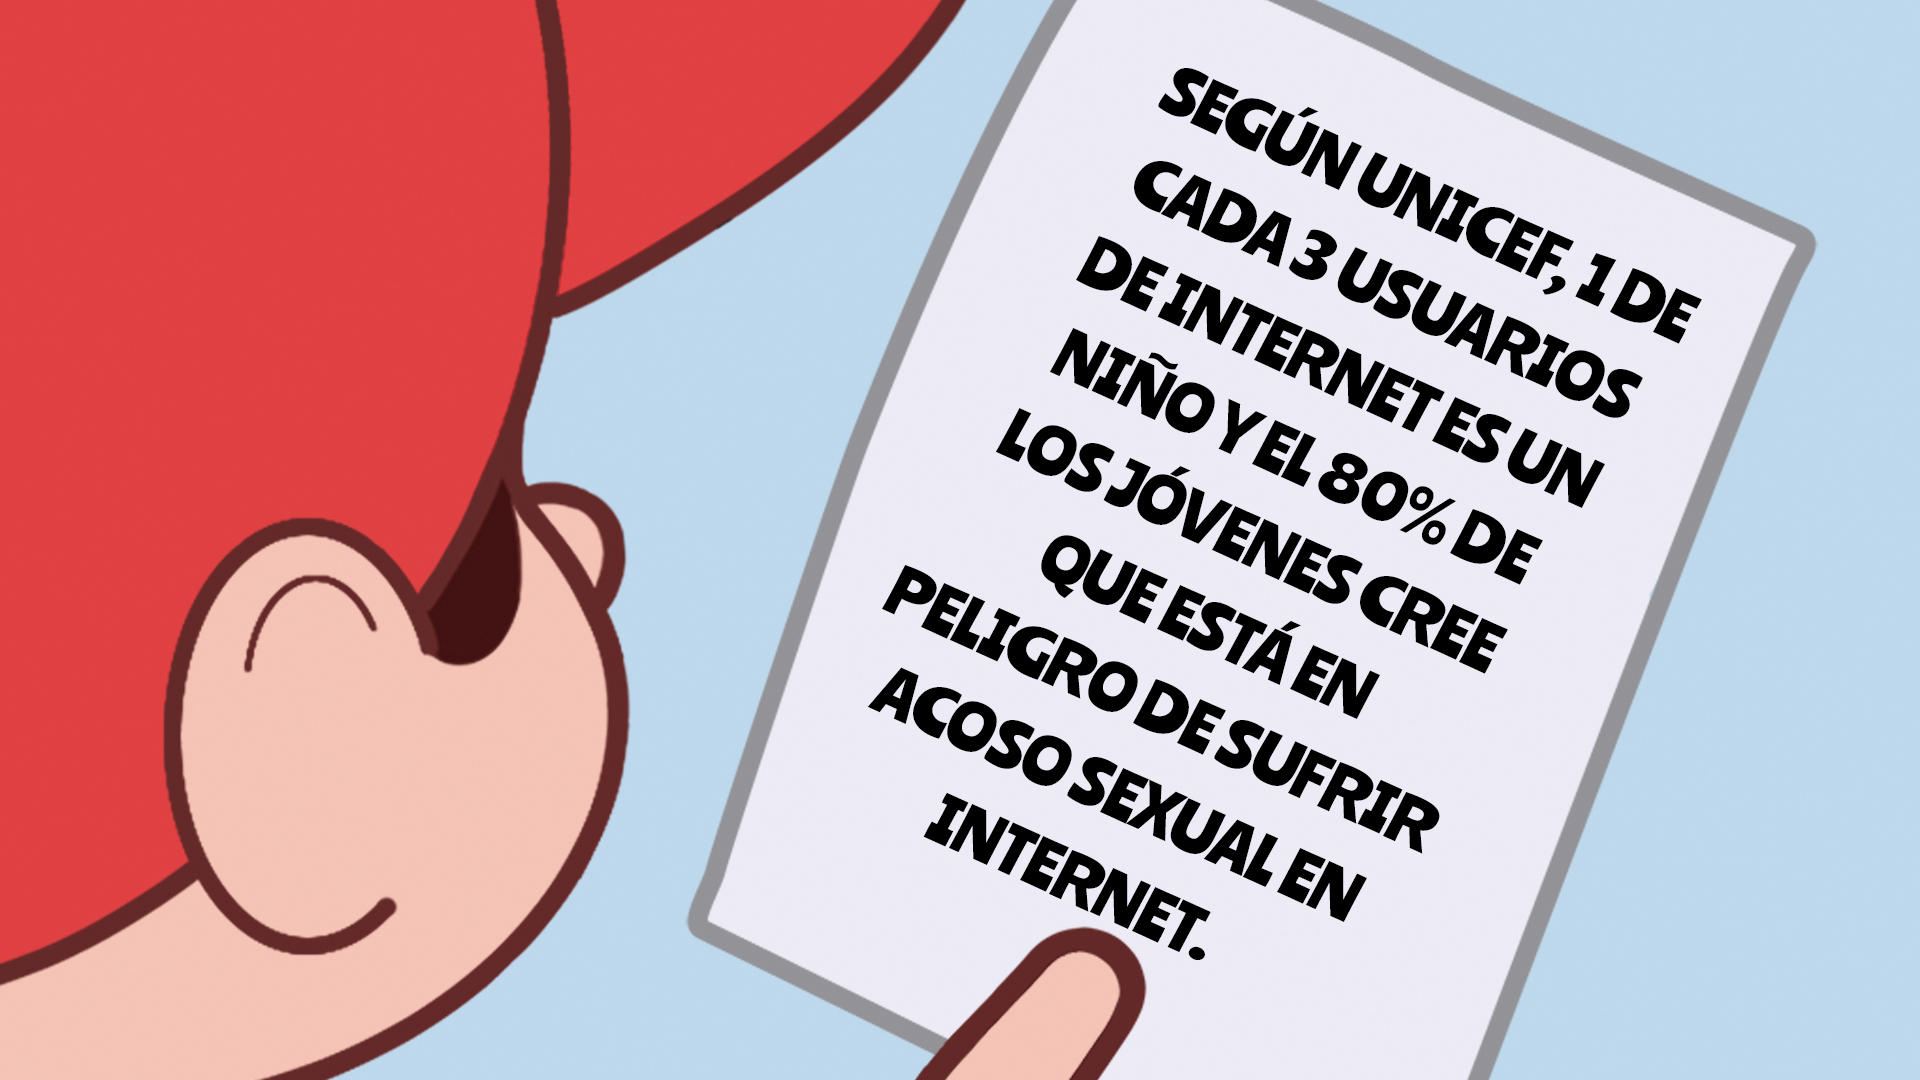 SEGÚN UNICEF, 1 DE
CADA 3 USUARIOS
DE INTERNET ES UN
NIÑO Y EL 80% DE
LOS JÓVENES CREE
QUE ESTÁ EN
PELIGRO DE SUFRIR
ACOSO SEXUAL EN
INTERNET.